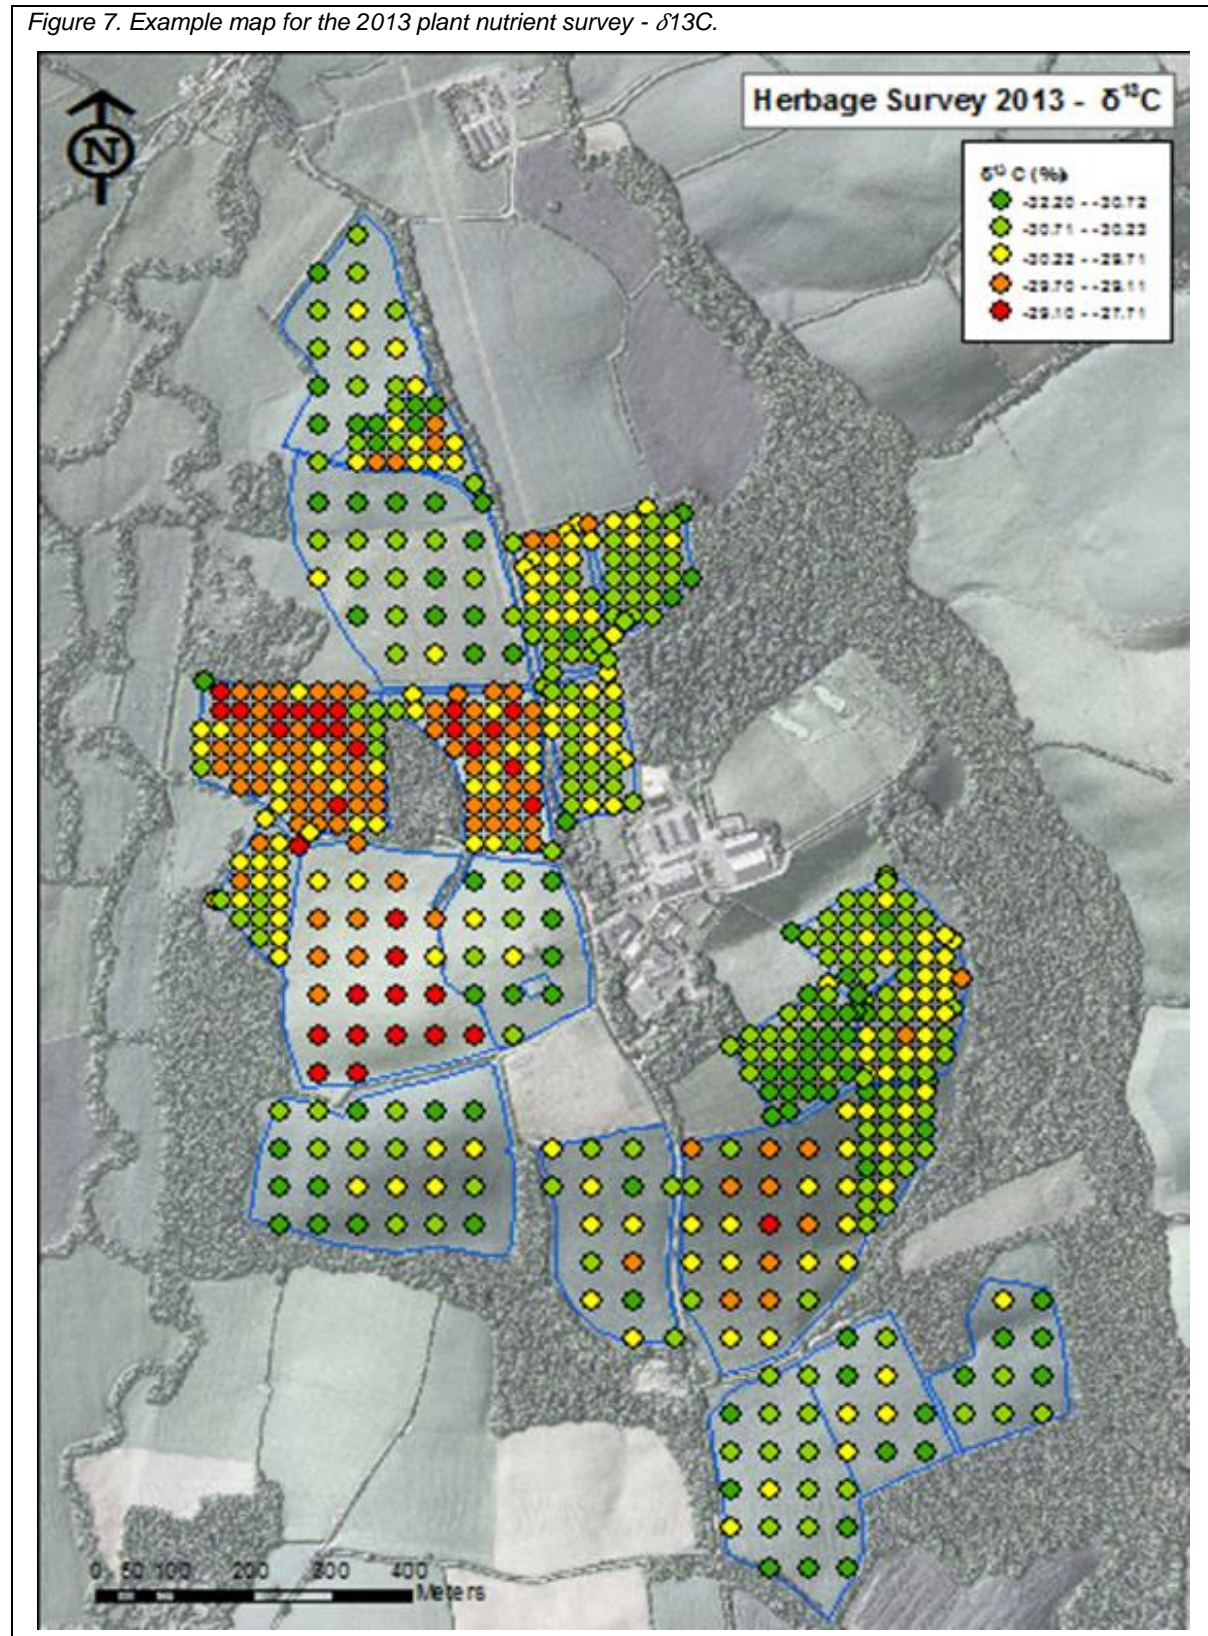 Figure 7. Example map for the 2013 plant nutrient survey - δ13C.
Herbage Survey 2013 - δ¹³C
N
δ¹³ C (‰)
-32.20 - -30.72
-30.71 - -30.23
-30.22 - -29.71
-29.70 - -29.11
-29.10 - -27.71
0 50 100 200 300 400
Meters